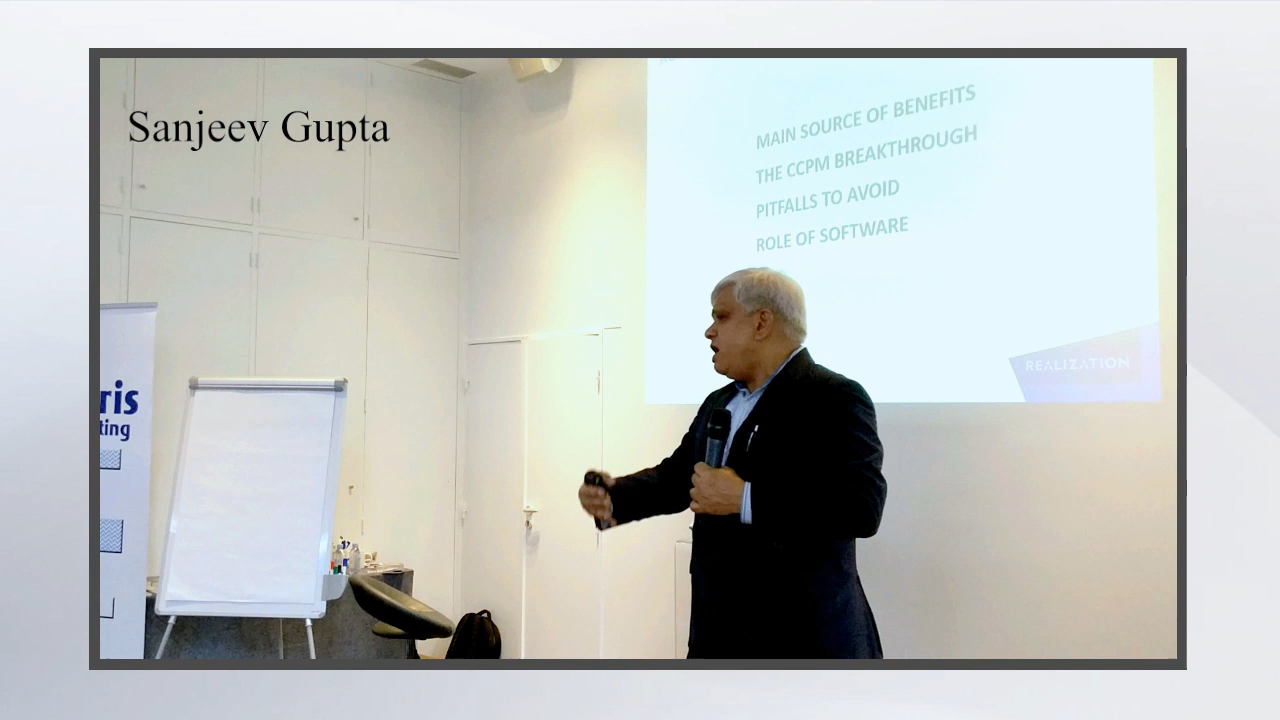 Sanjeev Gupta
MAIN SOURCE OF BENEFITS
THE CCPM BREAKTHROUGH
PITFALLS TO AVOID
ROLE OF SOFTWARE
REALIZATION
ris
ting